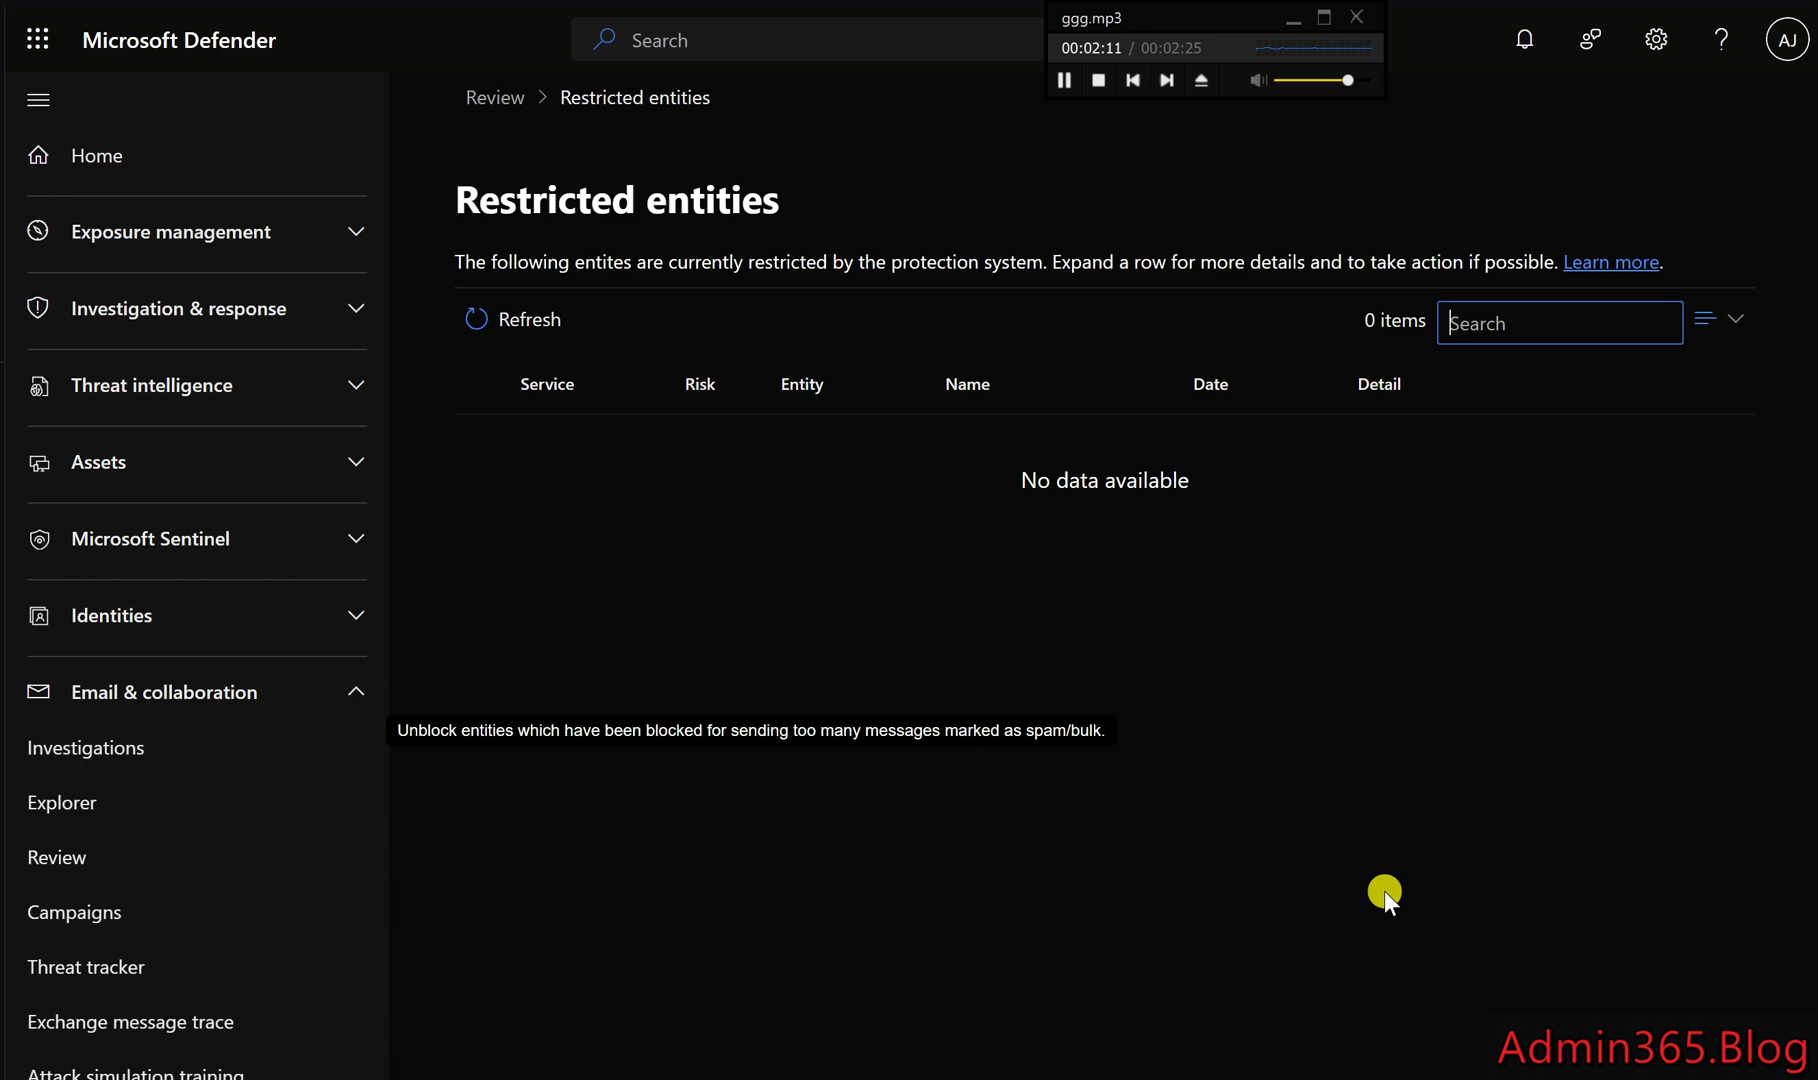 Microsoft Defender
Search
ggg.mp3
00:02:11 / 00:02:25
AJ
Review > Restricted entities
Home
Exposure management
Investigation & response
Threat intelligence
Assets
Microsoft Sentinel
Identities
Email & collaboration
Investigations
Explorer
Review
Campaigns
Threat tracker
Exchange message trace
Attack simulation training
Restricted entities
The following entites are currently restricted by the protection system. Expand a row for more details and to take action if possible. Learn more.
Refresh
0 items
Search
Service Risk Entity Name Date Detail
No data available
Unblock entities which have been blocked for sending too many messages marked as spam/bulk.
Admin365.Blog